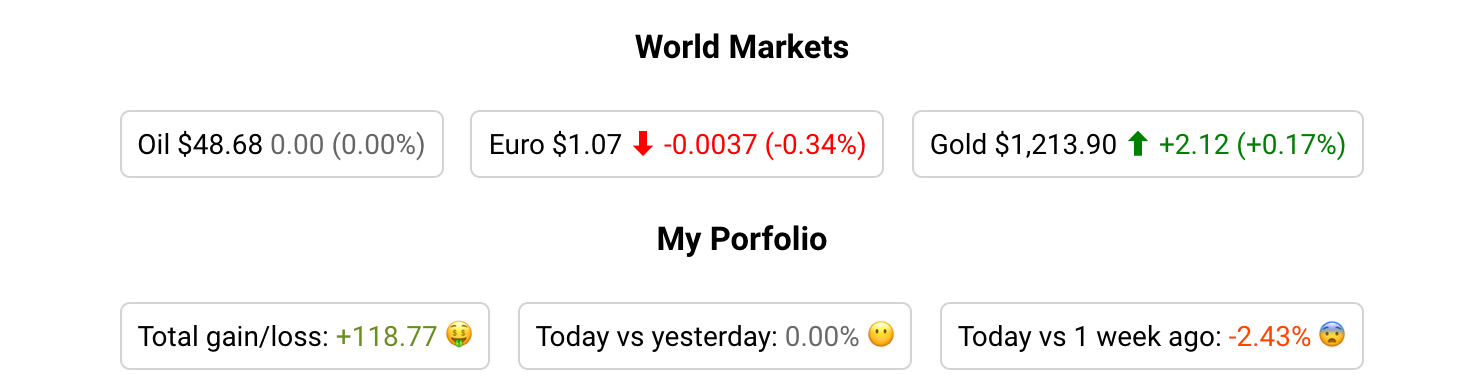 World Markets
Oil $48.68 0.00 (0.00%)
Euro $1.07 ⬇ -0.0037 (-0.34%)
Gold $1,213.90 ⬆ +2.12 (+0.17%)
My Porfolio
Total gain/loss: +118.77 🤑
Today vs yesterday: 0.00% 😶
Today vs 1 week ago: -2.43% 😨